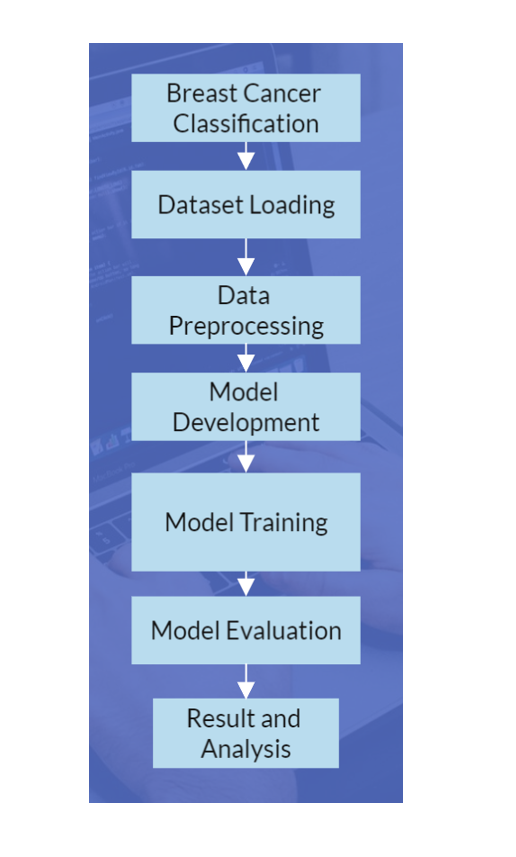 Breast Cancer
Classification
Dataset Loading
Data
Preprocessing
Model
Development
Model Training
Model Evaluation
Result and
Analysis